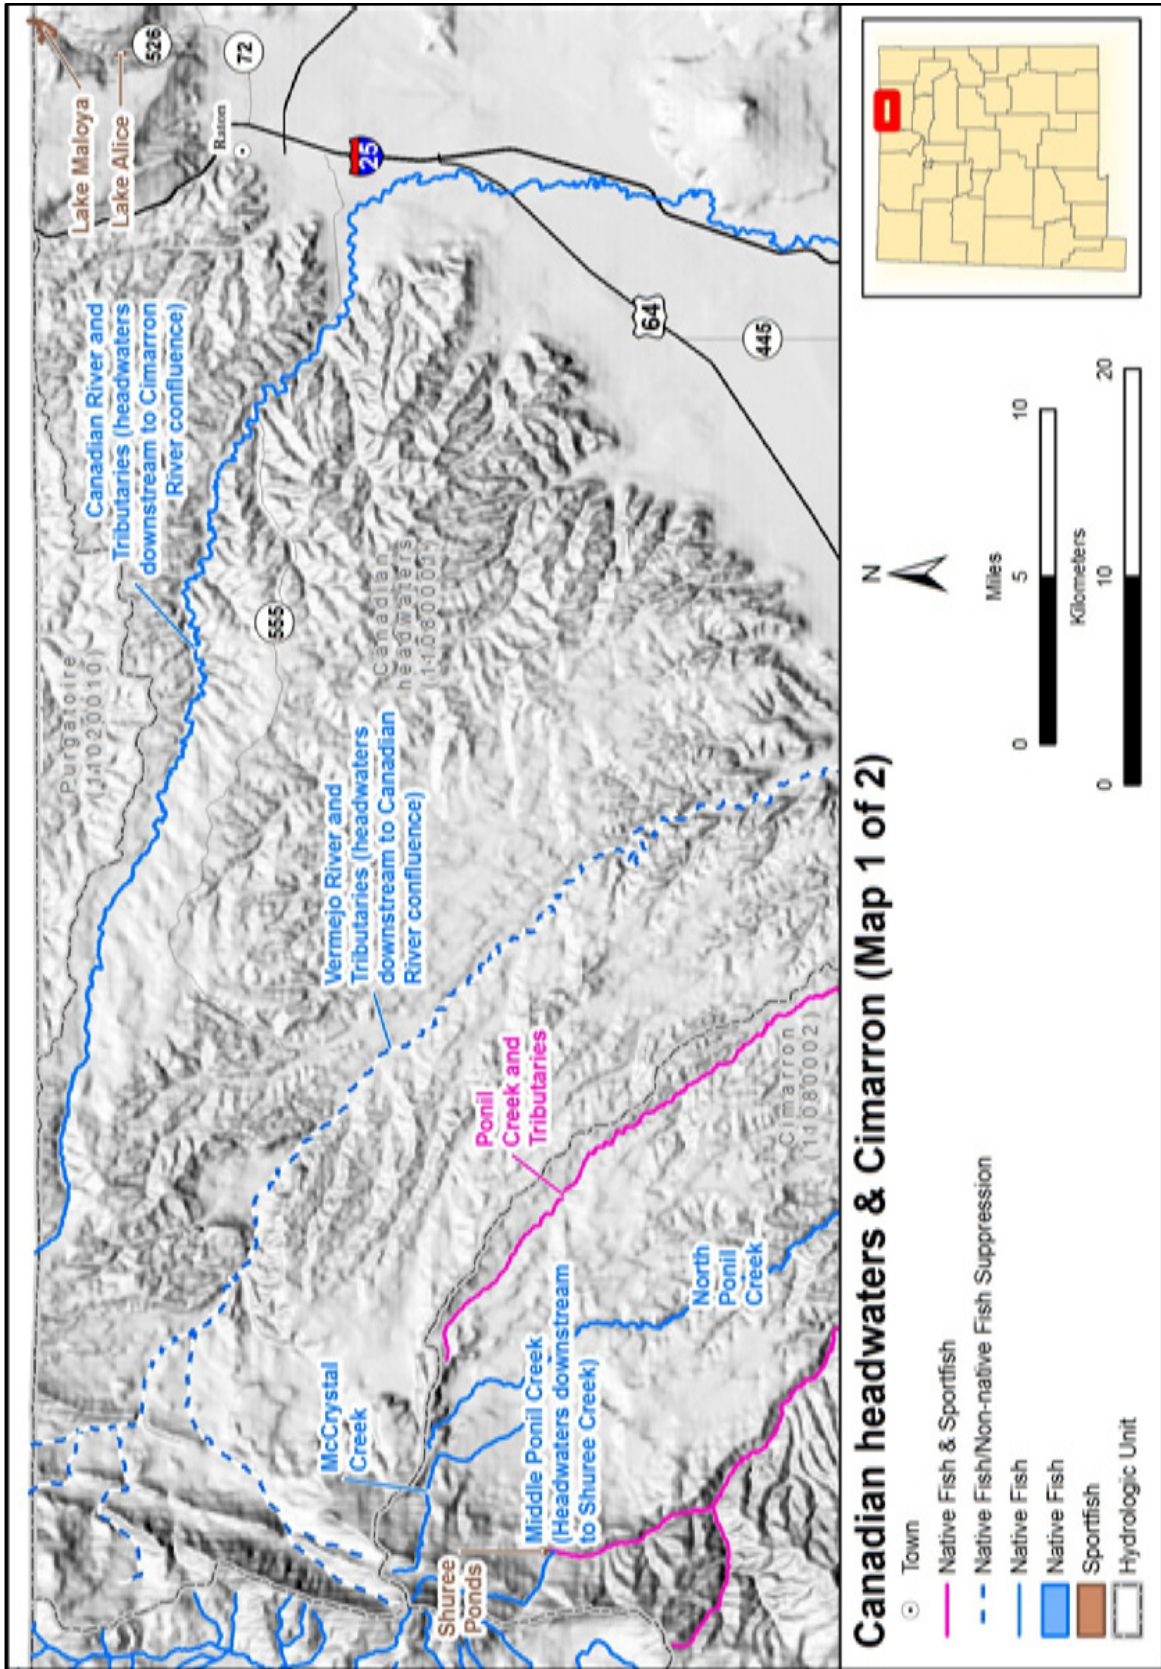 Lake Maloya
Lake Alice
526
72
Raton
25
Canadian River and
Tributaries (headwaters
downstream to Cimarron
River confluence)
Purgatoire
(11020010)
555
64
445
Canadian
headwaters
(11080001)
Vermejo River and
Tributaries (headwaters
downstream to Canadian
River confluence)
Ponil
Creek and
Tributaries
Cimarron
(11080002)
McCrystal
Creek
Middle Ponil Creek
(Headwaters downstream
to Shuree Creek)
North
Ponil
Creek
Shuree
Ponds
Canadian headwaters & Cimarron (Map 1 of 2)
Town
Native Fish & Sportfish
Native Fish/Non-native Fish Suppression
Native Fish
Native Fish
Sportfish
Hydrologic Unit
N
Miles
0 5 10
Kilometers
0 10 20